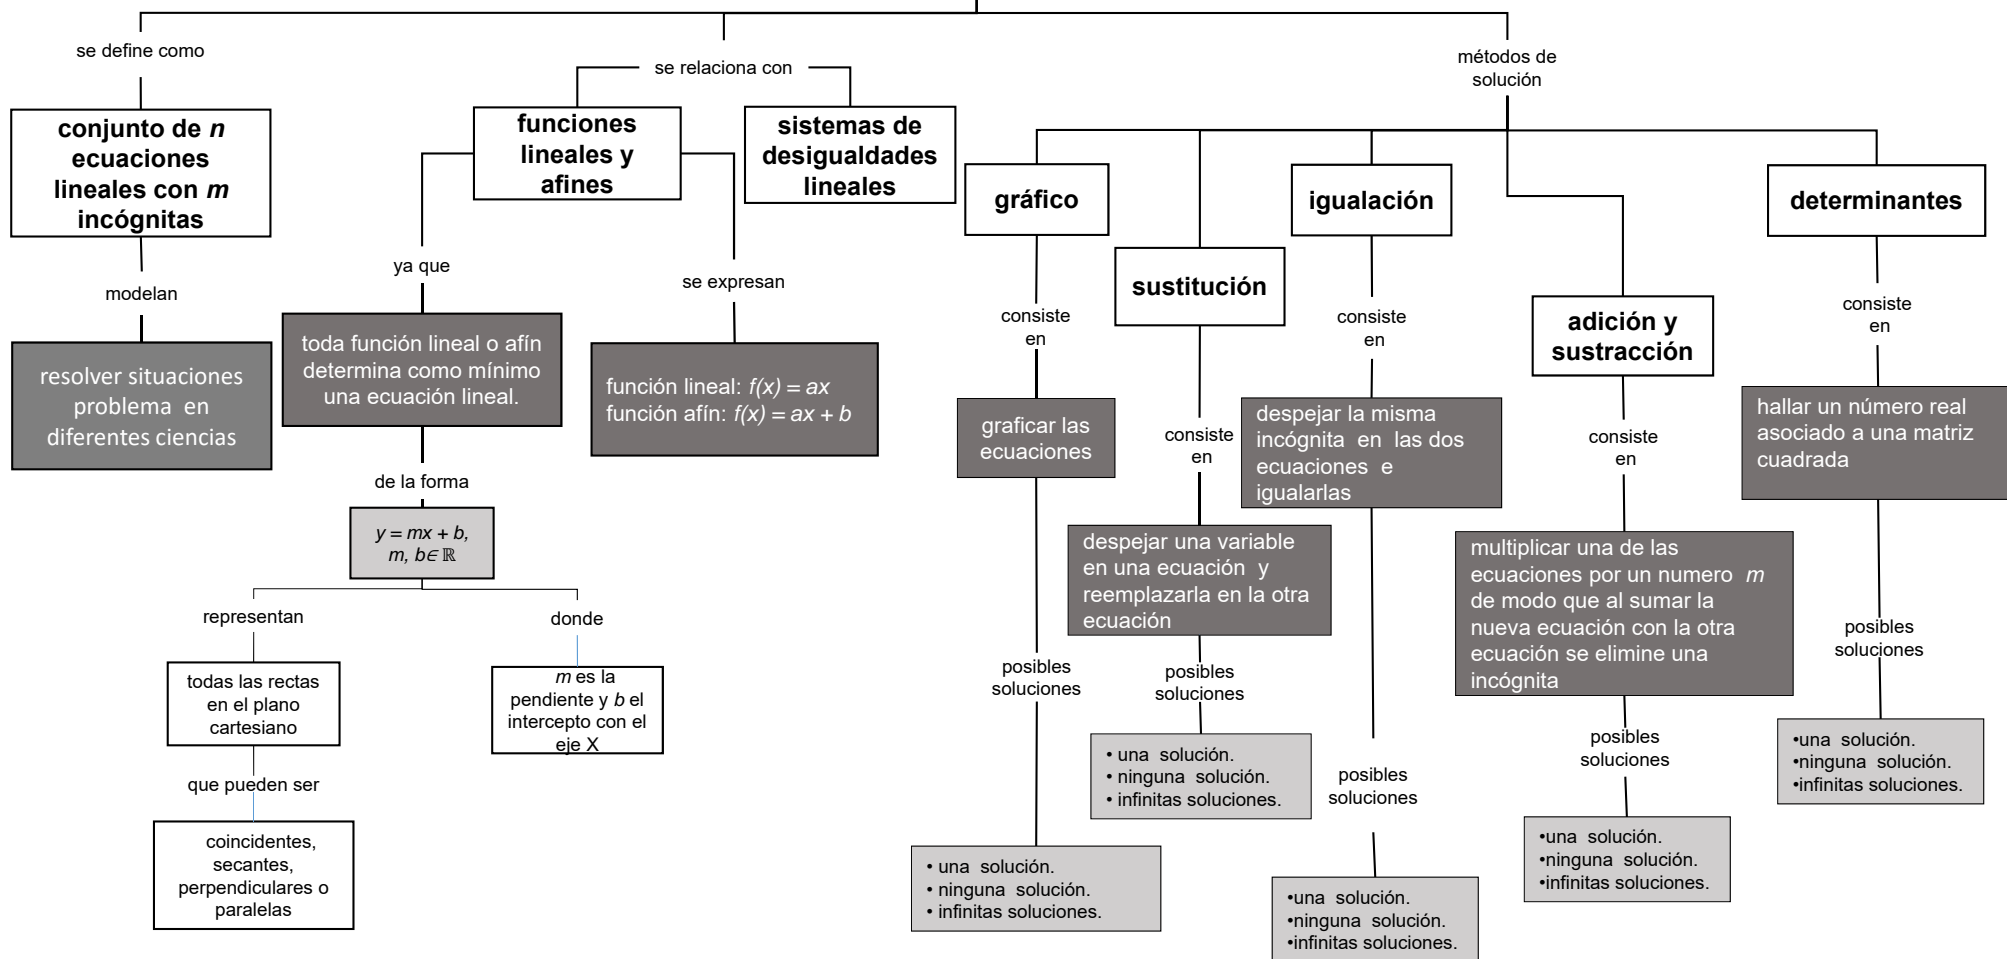 se define como
conjunto de n
ecuaciones
lineales con m
incógnitas
modelan
resolver situaciones
problema en
diferentes ciencias
se relaciona con
funciones
lineales y
afines
sistemas de
desigualdades
lineales
ya que
toda función lineal o afín
determina como mínimo
una ecuación lineal.
de la forma
y = mx + b,
m, b∈ ℝ
representan
todas las rectas
en el plano
cartesiano
que pueden ser
coincidentes,
secantes,
perpendiculares o
paralelas
donde
m es la
pendiente y b el
intercepto con el
eje X
se expresan
función lineal: f(x) = ax
función afín: f(x) = ax + b
métodos de
solución
gráfico
consiste
en
graficar las
ecuaciones
posibles
soluciones
• una solución.
• ninguna solución.
• infinitas soluciones.
sustitución
consiste
en
despejar una variable
en una ecuación y
reemplazarla en la otra
ecuación
posibles
soluciones
• una solución.
• ninguna solución.
• infinitas soluciones.
igualación
consiste
en
despejar la misma
incógnita en las dos
ecuaciones e
igualarlas
posibles
soluciones
•una solución.
•ninguna solución.
•infinitas soluciones.
adición y
sustracción
consiste
en
multiplicar una de las
ecuaciones por un numero m
de modo que al sumar la
nueva ecuación con la otra
ecuación se elimine una
incógnita
posibles
soluciones
•una solución.
•ninguna solución.
•infinitas soluciones.
determinantes
consiste
en
hallar un número real
asociado a una matriz
cuadrada
posibles
soluciones
•una solución.
•ninguna solución.
•infinitas soluciones.